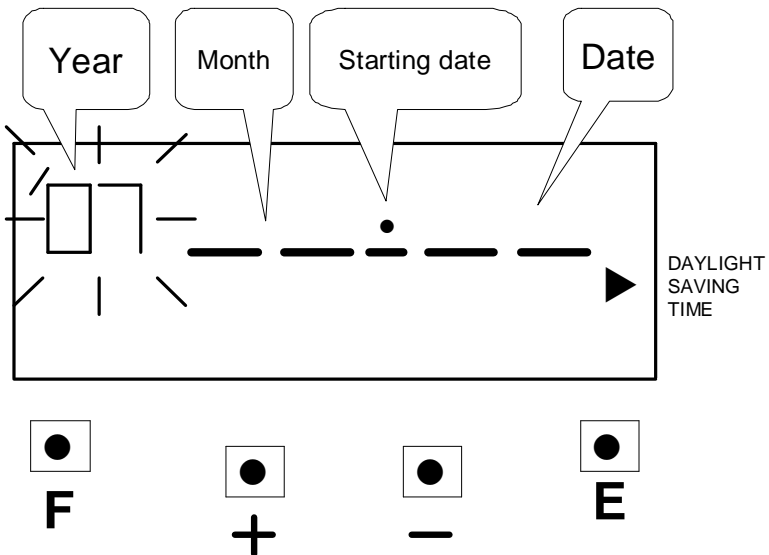 Year
Month
Starting date
Date
07
DAYLIGHT
SAVING
TIME
F
+
-
E